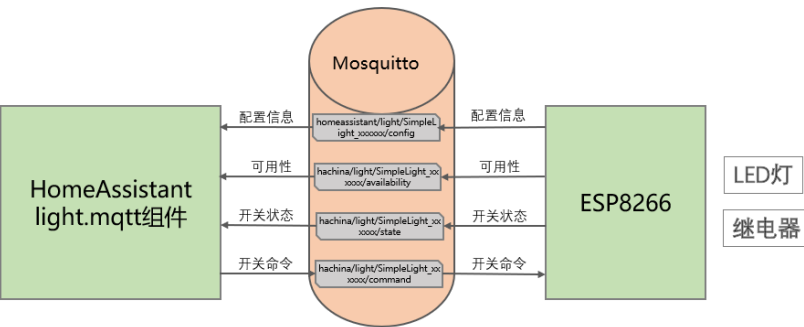 Mosquitto
配置信息
homeassistant/light/SimpleL
ight_xxxxxx/config
配置信息
可用性
hachina/light/SimpleLight_xx
xxxx/availability
可用性
HomeAssistant
light.mqtt组件
开关状态
hachina/light/SimpleLight_xx
xxxx/state
开关状态
开关命令
hachina/light/SimpleLight_xx
xxxx/command
开关命令
ESP8266
LED灯
继电器